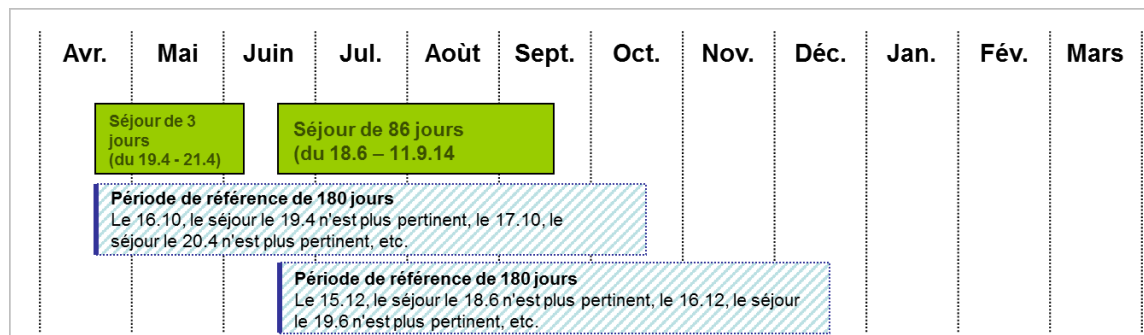 Avr. Mai Juin Jul. Aoùt Sept. Oct. Nov. Déc. Jan. Fév. Mars
Séjour de 3
jours
(du 19.4 - 21.4)
Séjour de 86 jours
(du 18.6 – 11.9.14
Période de référence de 180 jours
Le 16.10, le séjour le 19.4 n'est plus pertinent, le 17.10, le
séjour le 20.4 n'est plus pertinent, etc.
Période de référence de 180 jours
Le 15.12, le séjour le 18.6 n'est plus pertinent, le 16.12, le séjour
le 19.6 n'est plus pertinent, etc.